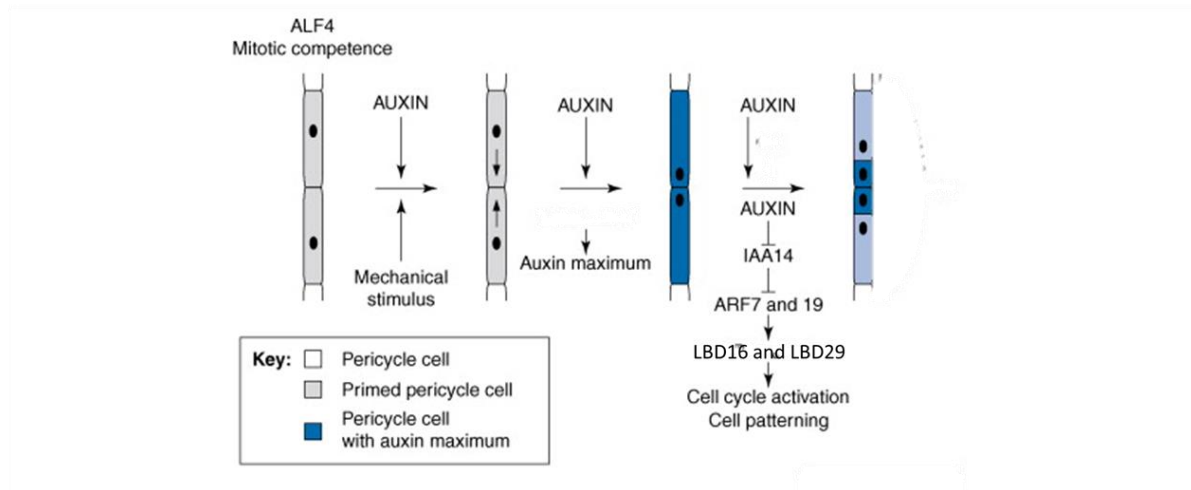 ALF4
Mitotic competence
AUXIN
Mechanical
stimulus
AUXIN
Auxin maximum
AUXIN
AUXIN
IAA14
ARF7 and 19
LBD16 and LBD29
Cell cycle activation
Cell patterning
Key:
Pericycle cell
Primed pericycle cell
Pericycle cell
with auxin maximum